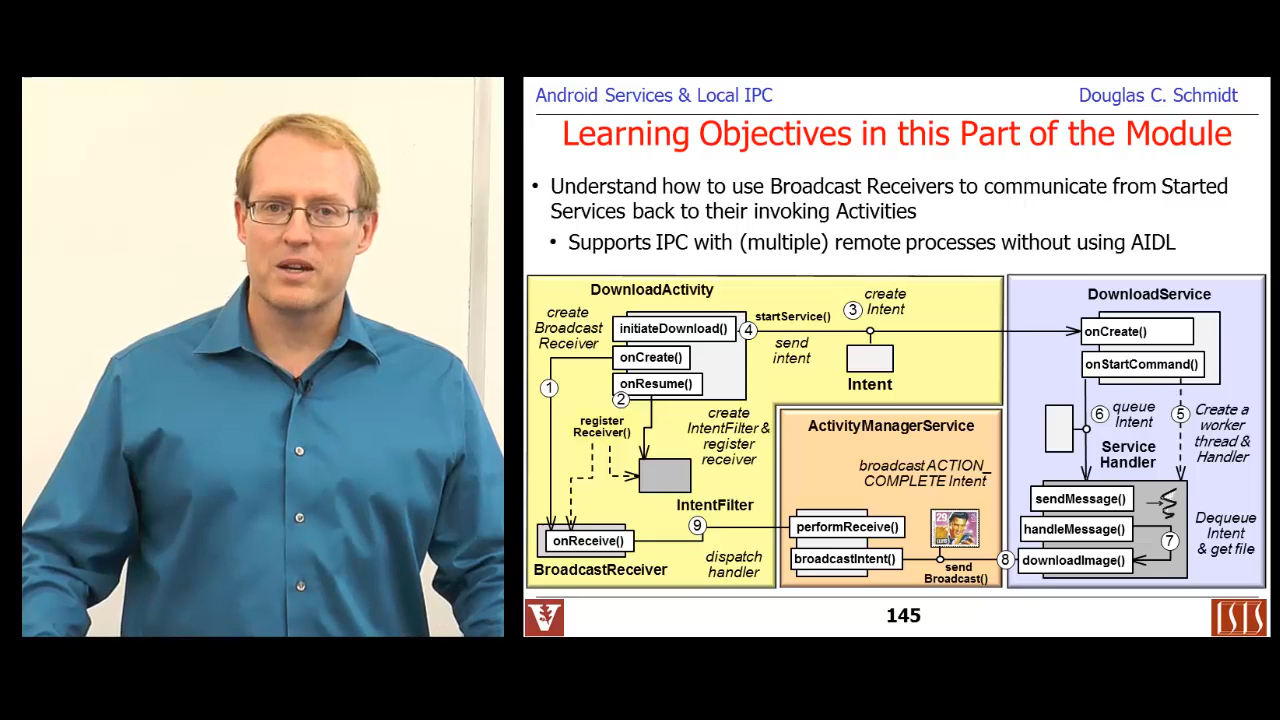 Android Services & Local IPC
Douglas C. Schmidt
Learning Objectives in this Part of the Module
• Understand how to use Broadcast Receivers to communicate from Started
Services back to their invoking Activities
• Supports IPC with (multiple) remote processes without using AIDL
DownloadActivity
create
Broadcast
Receiver
initiateDownload()
onCreate()
onResume()
1
2
register
Receiver()
4
startService()
send
intent
3
create
Intent
Intent
create
IntentFilter &
register
receiver
IntentFilter
onReceive()
BroadcastReceiver
9
dispatch
handler
ActivityManagerService
broadcast ACTION_
COMPLETE Intent
performReceive()
broadcastIntent()
29
send
Broadcast()
8
DownloadService
onCreate()
onStartCommand()
6
queue
Intent
5
Create a
worker
thread &
Handler
Service
Handler
sendMessage()
handleMessage()
downloadImage()
7
Dequeue
Intent
& get file
V
145
ISIS